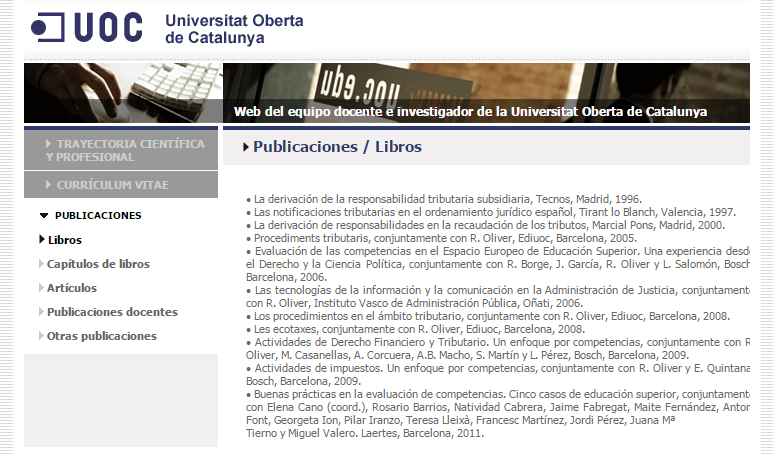 UOC
Universitat Oberta
de Catalunya
uoc.edu
Web del equipo docente e investigador de la Universitat Oberta de Catalunya
TRAYECTORIA CIENTÍFICA
Y PROFESIONAL
CURRÍCULUM VITAE
PUBLICACIONES
Libros
Capítulos de libros
Artículos
Publicaciones docentes
Otras publicaciones
Publicaciones / Libros
• La derivación de la responsabilidad tributaria subsidiaria, Tecnos, Madrid, 1996.
• Las notificaciones tributarias en el ordenamiento jurídico español, Tirant lo Blanch, Valencia, 1997.
• La derivación de responsabilidades en la recaudación de los tributos, Marcial Pons, Madrid, 2000.
• Procediments tributaris, conjuntamente con R. Oliver, Ediuoc, Barcelona, 2005.
• Evaluación de las competencias en el Espacio Europeo de Educación Superior. Una experiencia desde
el Derecho y la Ciencia Política, conjuntamente con R. Borge, J. García, R. Oliver y L. Salomón, Bosch
Barcelona, 2006.
• Las tecnologías de la información y la comunicación en la Administración de Justicia, conjuntamente
con R. Oliver, Instituto Vasco de Administración Pública, Oñati, 2006.
• Los procedimientos en el ámbito tributario, conjuntamente con R. Oliver, Ediuoc, Barcelona, 2008.
• Les ecotaxes, conjuntamente con R. Oliver, Ediuoc, Barcelona, 2008.
• Actividades de Derecho Financiero y Tributario. Un enfoque por competencias, conjuntamente con R
Oliver, M. Casanellas, A. Corcuera, A.B. Macho, S. Martín y L. Pérez, Bosch, Barcelona, 2009.
• Actividades de impuestos. Un enfoque por competencias, conjuntamente con R. Oliver y E. Quintana
Bosch, Barcelona, 2009.
• Buenas prácticas en la evaluación de competencias. Cinco casos de educación superior, conjuntamente
con Elena Cano (coord.), Rosario Barrios, Natividad Cabrera, Jaime Fabregat, Maite Fernández, Anton
Font, Georgeta Ion, Pilar Iranzo, Teresa Lleixà, Francesc Martínez, Jordi Pérez, Juana Mª
Tierno y Miguel Valero. Laertes, Barcelona, 2011.